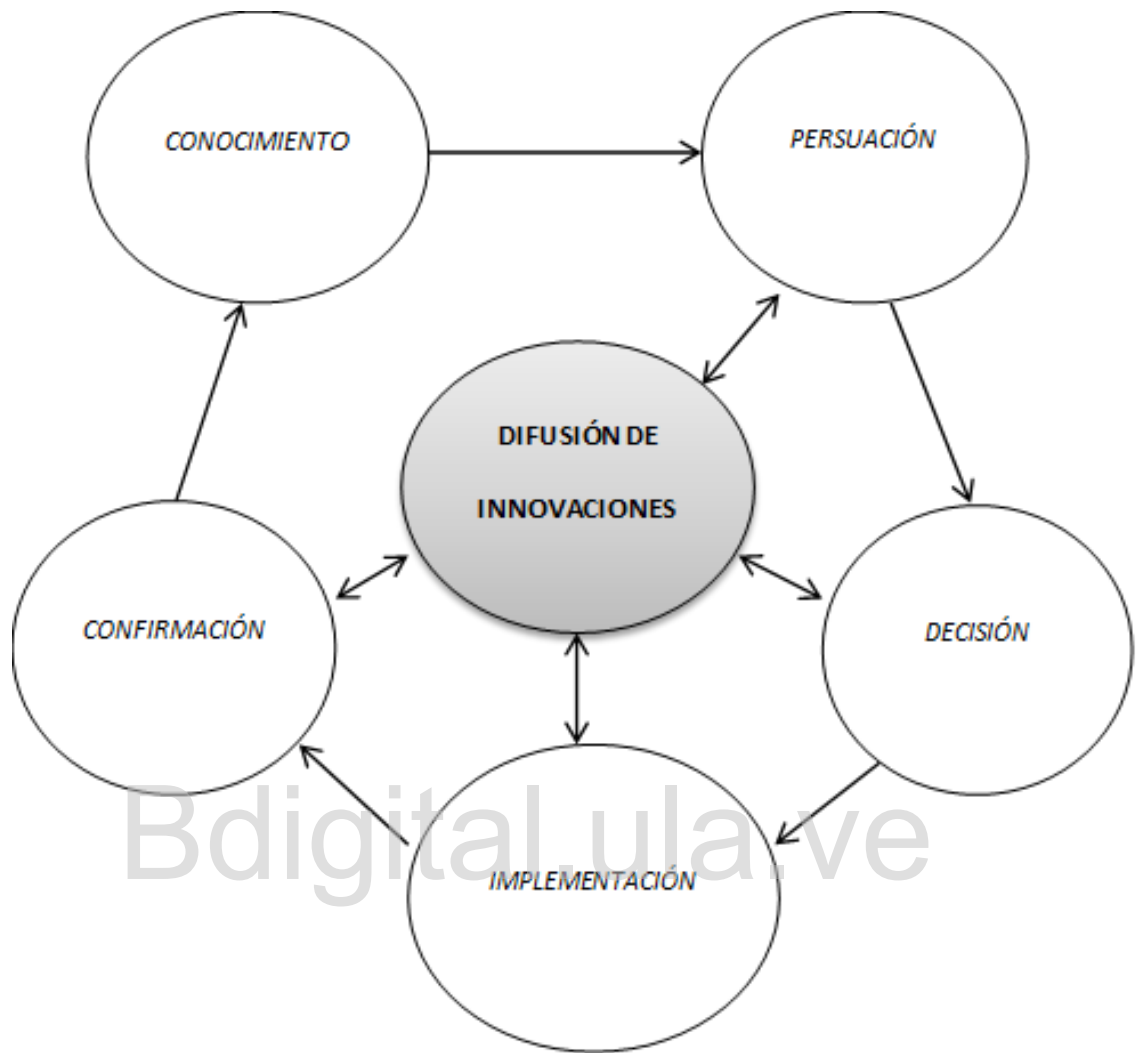 CONOCIMIENTO
PERSUACIÓN
DIFUSIÓN DE
INNOVACIONES
CONFIRMACIÓN
DECISIÓN
Bdigital.ula.ve
IMPLEMENTACIÓN